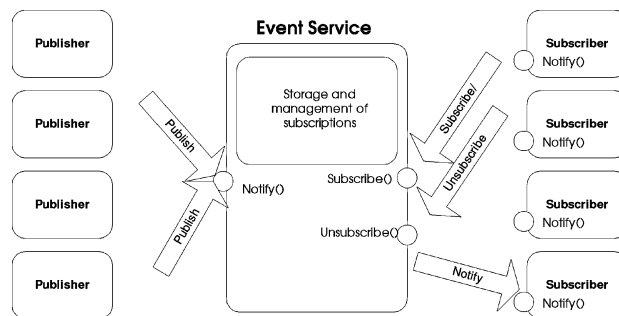 Event Service
Publisher
Publisher
Publisher
Publisher
Publish
Publish
Storage and
management of
subscriptions
Notify()
Subscribe()
Unsubscribe()
Subscribe/
Unsubscribe
Notify
Subscriber
Notify()
Subscriber
Notify()
Subscriber
Notify()
Subscriber
Notify()